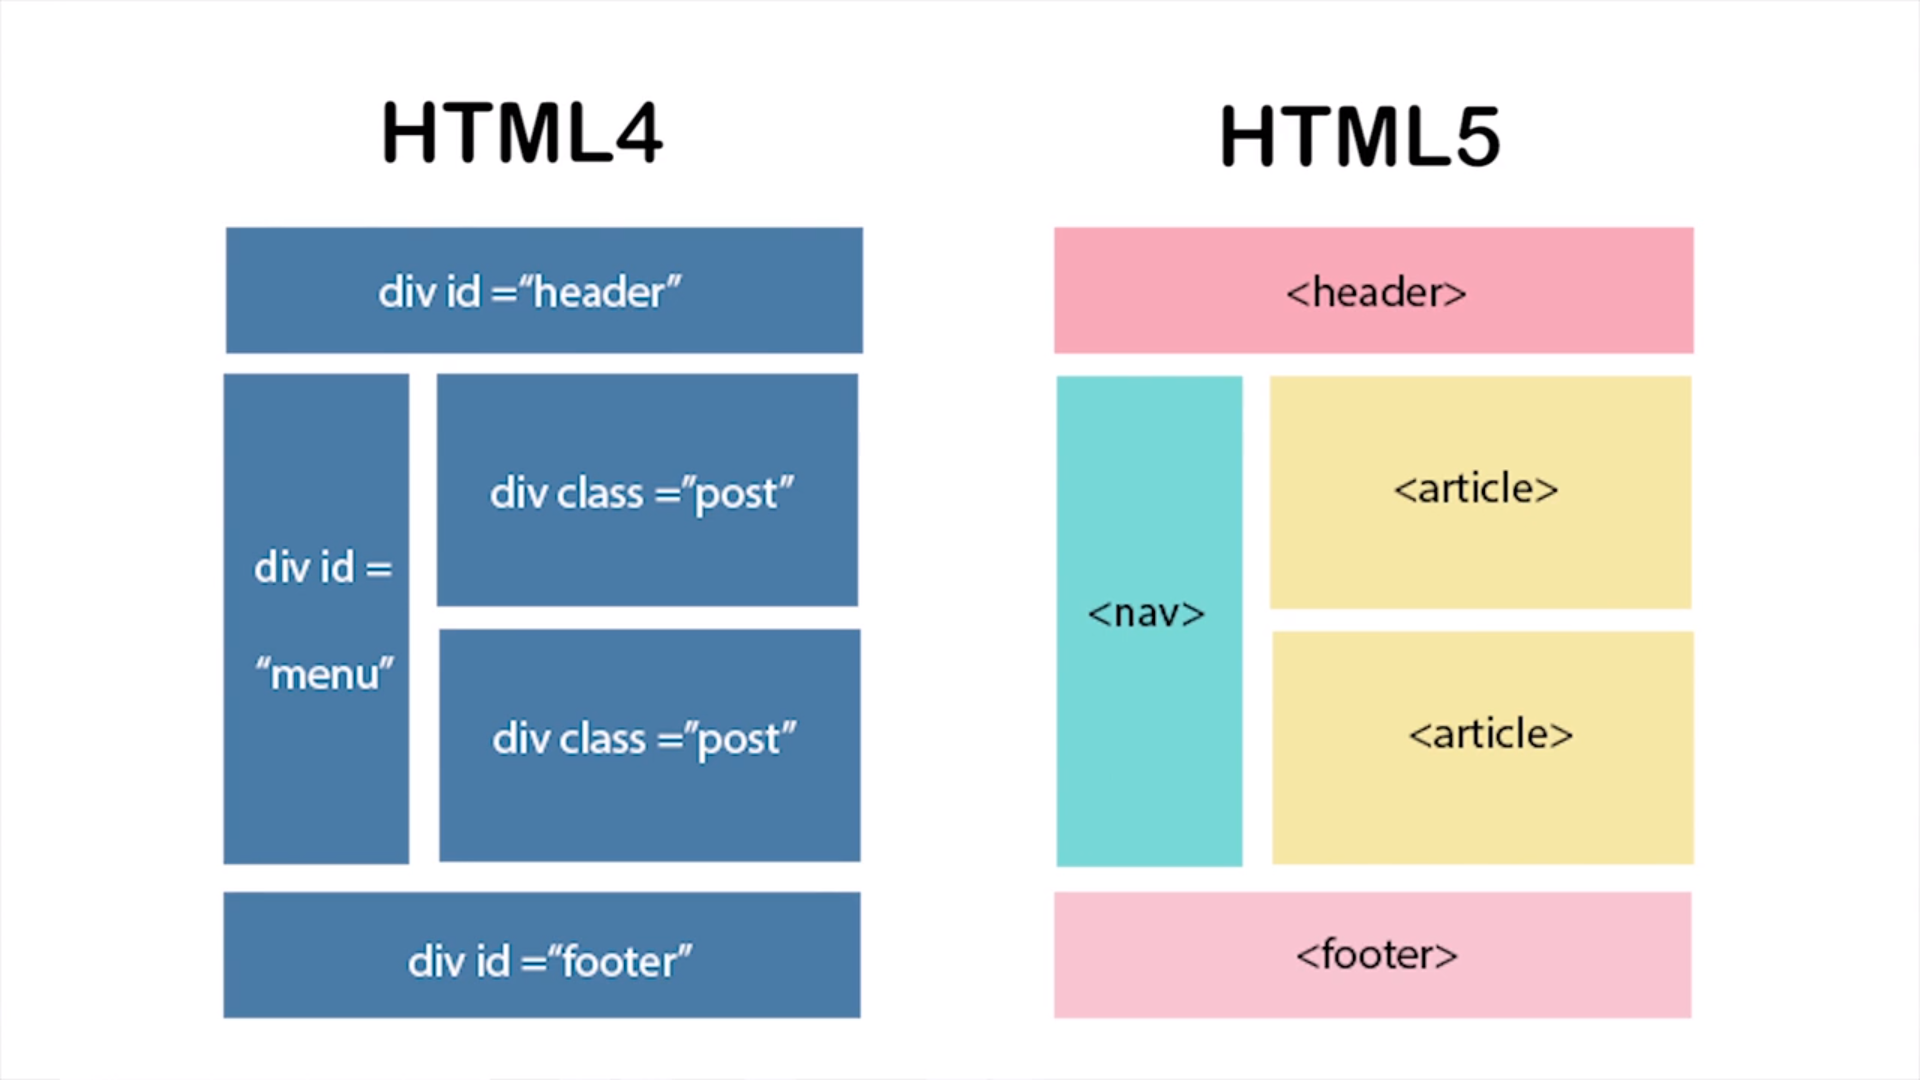 HTML4
div id =“header”
div id =
“menu”
div class =”post”
div class =”post”
div id =“footer”
HTML5
<header>
<nav>
<article>
<article>
<footer>